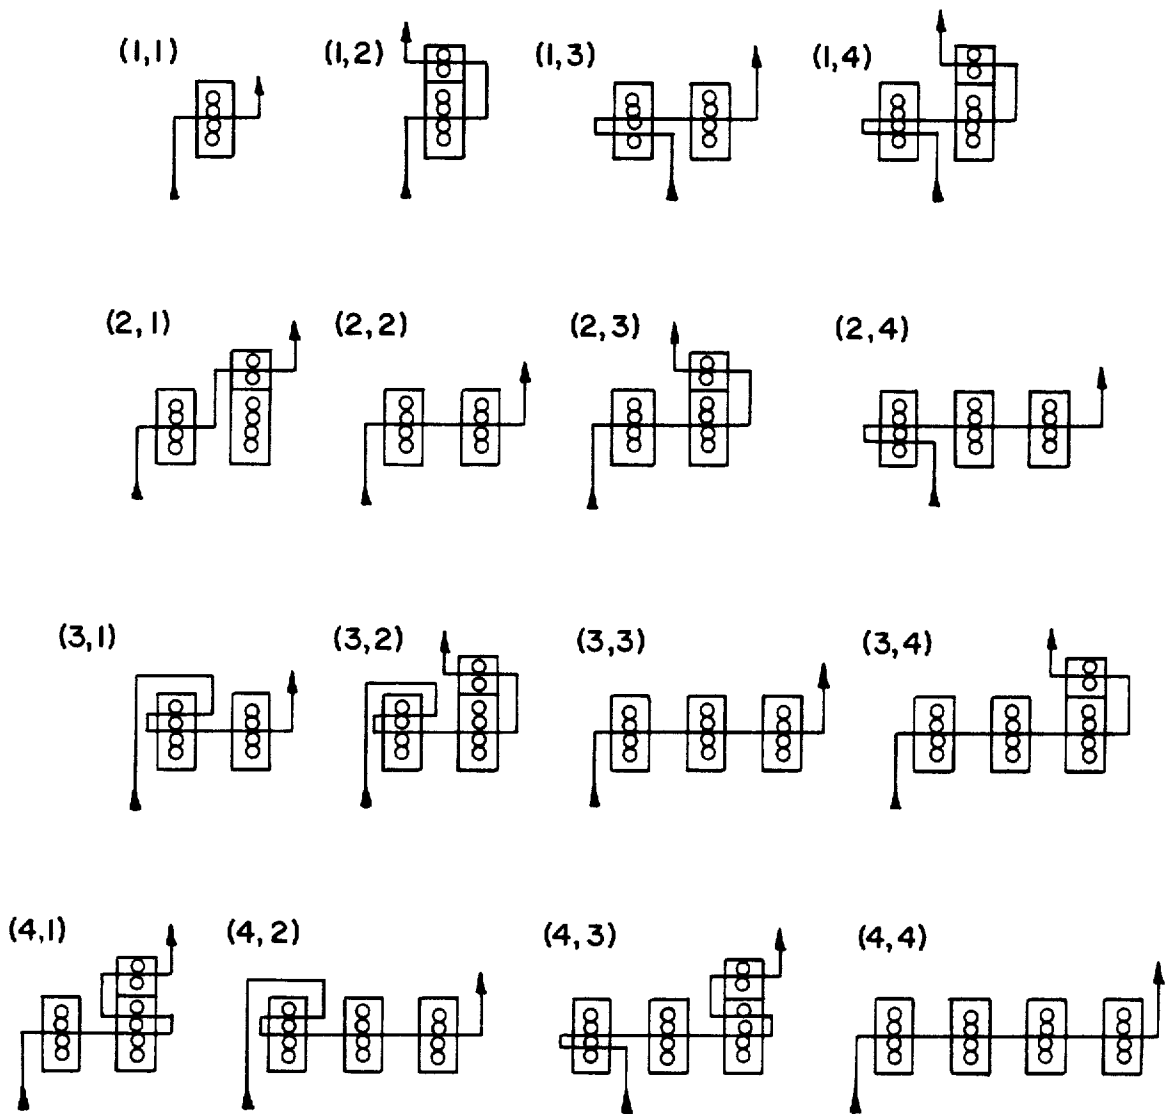 (1,1) (1,2) (1,3) (1,4)
(2,1) (2,2) (2,3) (2,4)
(3,1) (3,2) (3,3) (3,4)
(4,1) (4,2) (4,3) (4,4)